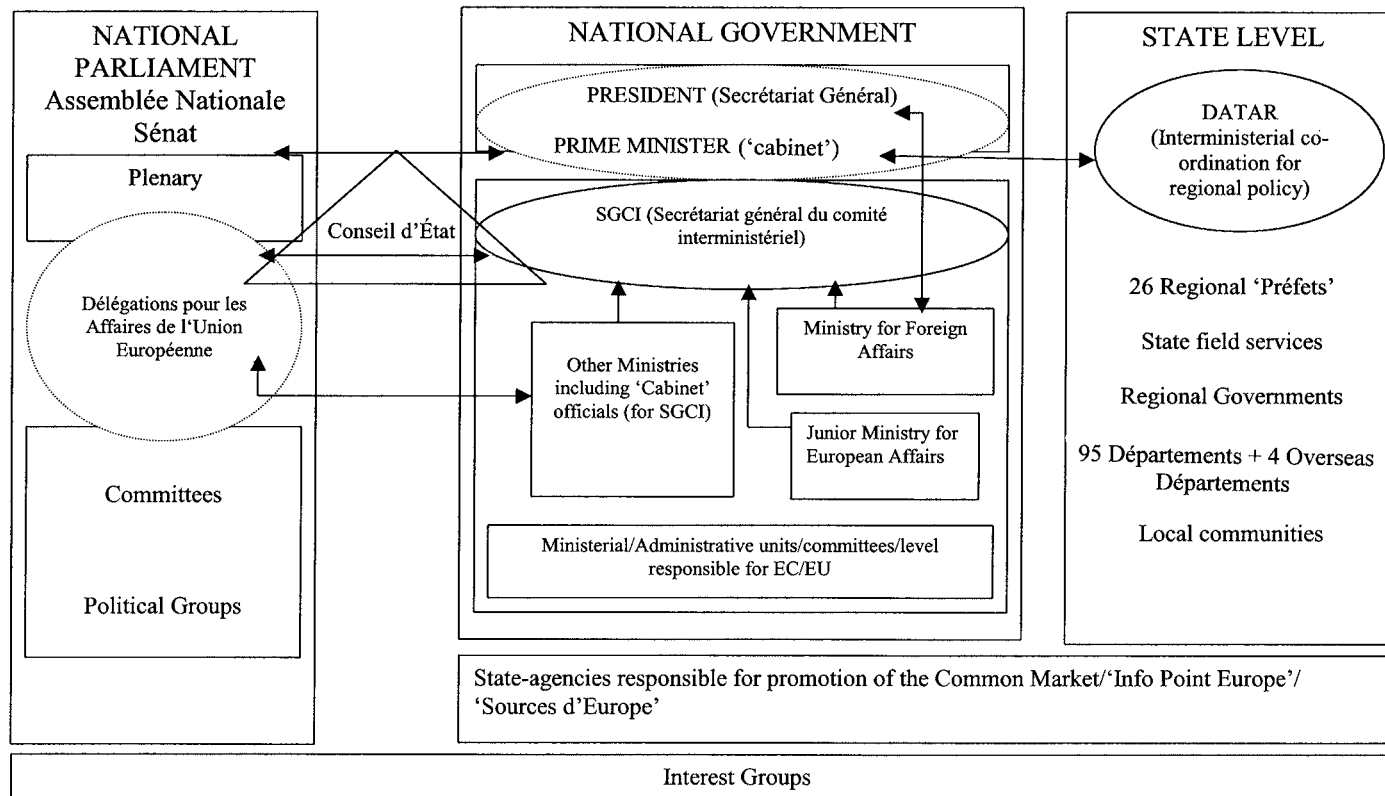 NATIONAL
PARLIAMENT
Assemblée Nationale
Sénat
Plenary
Délégations pour les
Affaires de l‘Union
Européenne
Committees
Political Groups
Conseil d’État
NATIONAL GOVERNMENT
PRESIDENT (Secrétariat Général)
PRIME MINISTER (‘cabinet’)
SGCI (Secrétariat général du comité
interministériel)
Other Ministries
including ‘Cabinet’
officials (for SGCI)
Ministry for Foreign
Affairs
Junior Ministry for
European Affairs
Ministerial/Administrative units/committees/level
responsible for EC/EU
STATE LEVEL
DATAR
(Interministerial co-
ordination for
regional policy)
26 Regional ‘Préfets’
State field services
Regional Governments
95 Départements + 4 Overseas
Départements
Local communities
State-agencies responsible for promotion of the Common Market/‘Info Point Europe’/
‘Sources d’Europe’
Interest Groups